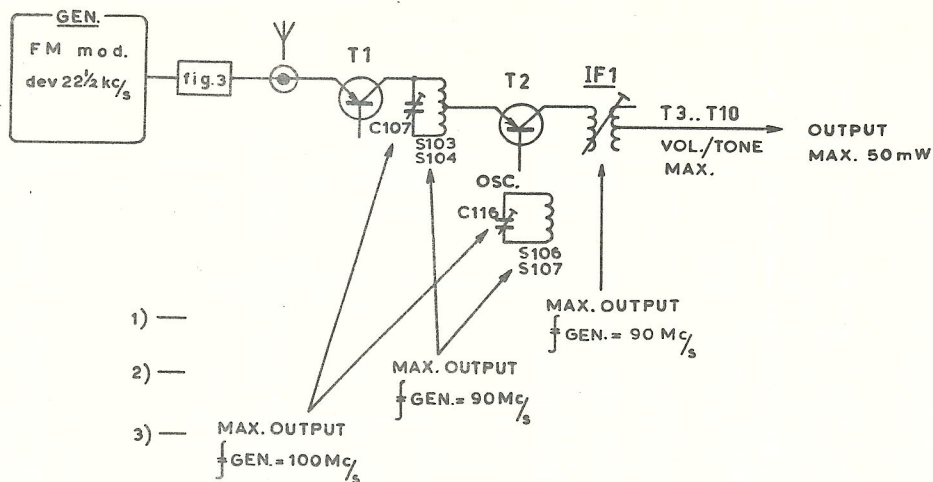 GEN.
FM mod.
dev 22½ kc/s
fig.3
T1
C107
S103
S104
T2
OSC.
C116
S106
S107
IF1
T3..T10
VOL./TONE
MAX.
OUTPUT
MAX. 50mW
1) —
MAX. OUTPUT
∮GEN.= 90 Mc/s
2) —
MAX. OUTPUT
∮GEN.= 90 Mc/s
3) —
MAX. OUTPUT
∮GEN.= 100 Mc/s